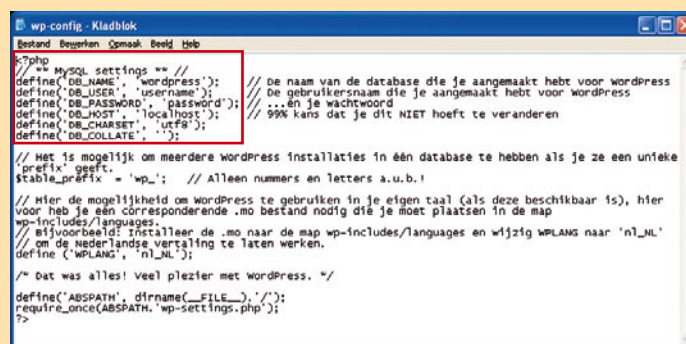 wp-config - Kladblok
Bestand Bewerken Opmaak Beeld Help
<?php
// ** MySQL settings ** //
define('DB_NAME', 'wordpress');    // De naam van de database die je aangemaakt hebt voor WordPress
define('DB_USER', 'username');    // De gebruikersnaam die je aangemaakt hebt voor WordPress
define('DB_PASSWORD', 'password'); // ...en je wachtwoord
define('DB_HOST', 'localhost');    // 99% kans dat je dit NIET hoeft te veranderen
define('DB_CHARSET', 'utf8');
define('DB_COLLATE', '');
// Het is mogelijk om meerdere WordPress installaties in één database te hebben als je ze een unieke
'prefix' geeft.
$table_prefix  = 'wp_';    // Alleen nummers en letters a.u.b.!
// Hier de mogelijkheid om WordPress te gebruiken in je eigen taal (als deze beschikbaar is), hier
voor heb je een corresponderende .mo bestand nodig die je moet plaatsen in de map
wp-includes/languages.
// Bijvoorbeeld: Installeer de .mo naar de map wp-includes/languages en wijzig WPLANG naar 'nl_NL'
// om de Nederlandse vertaling te laten werken.
define ('WPLANG', 'nl_NL');
/* Dat was alles! Veel plezier met WordPress. */
define('ABSPATH', dirname(__FILE__).'/');
require_once(ABSPATH.'wp-settings.php');
?>